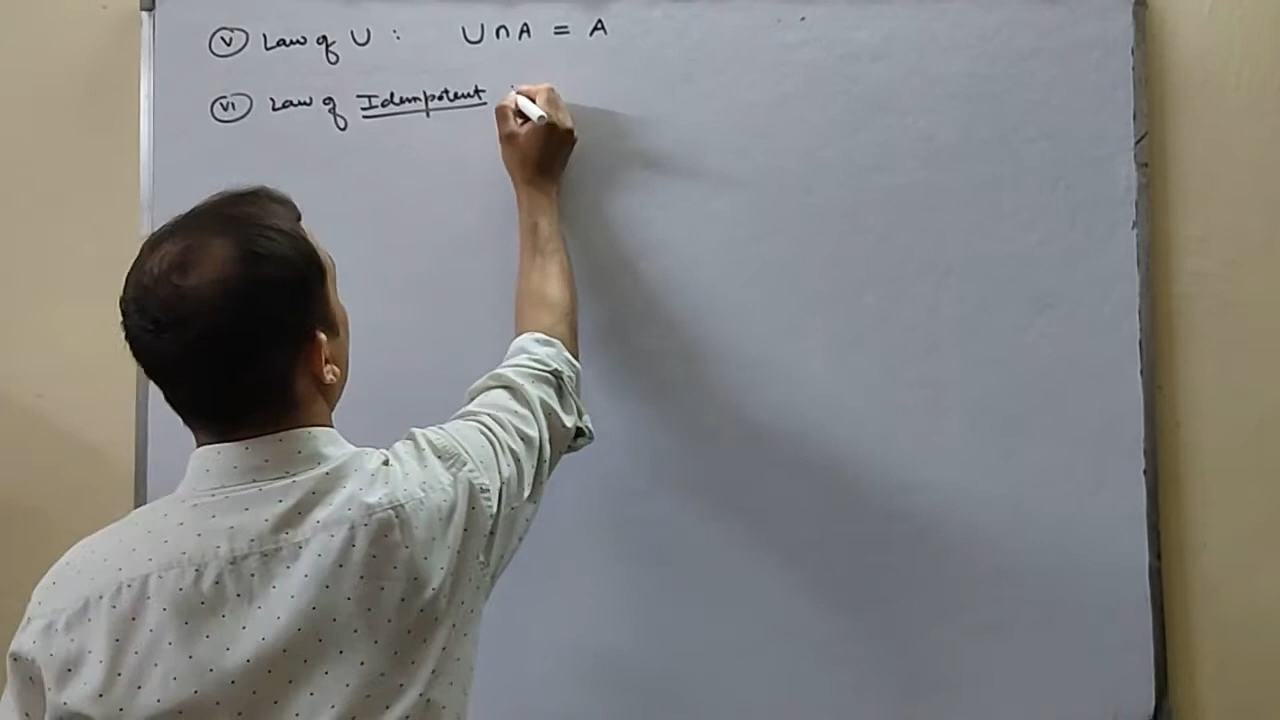 (v) Law of U : U ∩ A = A
(vi) Law of Idempotent